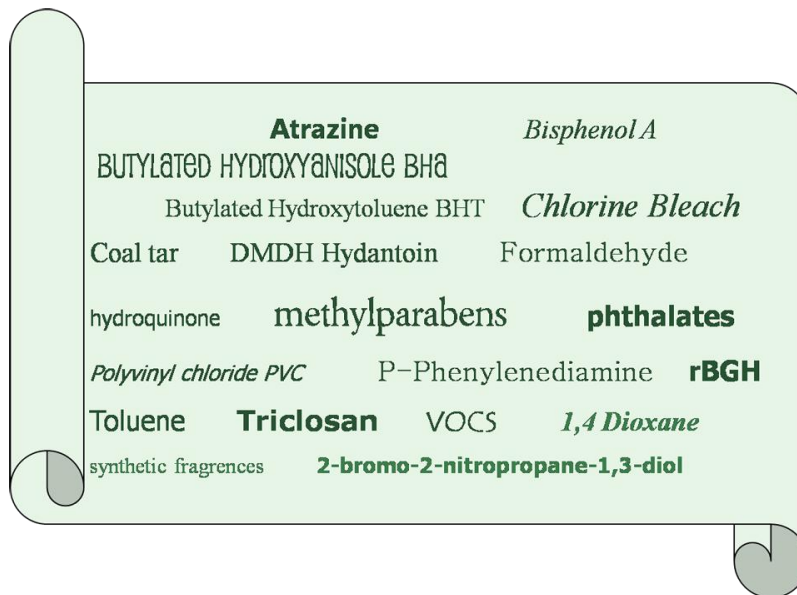 Atrazine Bisphenol A
BUTYLATED HYDROXYANISOLE BHA
Butylated Hydroxytoluene BHT Chlorine Bleach
Coal tar DMDH Hydantoin Formaldehyde
hydroquinone methylparabens phthalates
Polyvinyl chloride PVC P-Phenylenediamine rBGH
Toluene Triclosan VOCS 1,4 Dioxane
synthetic fragrences 2-bromo-2-nitropropane-1,3-diol